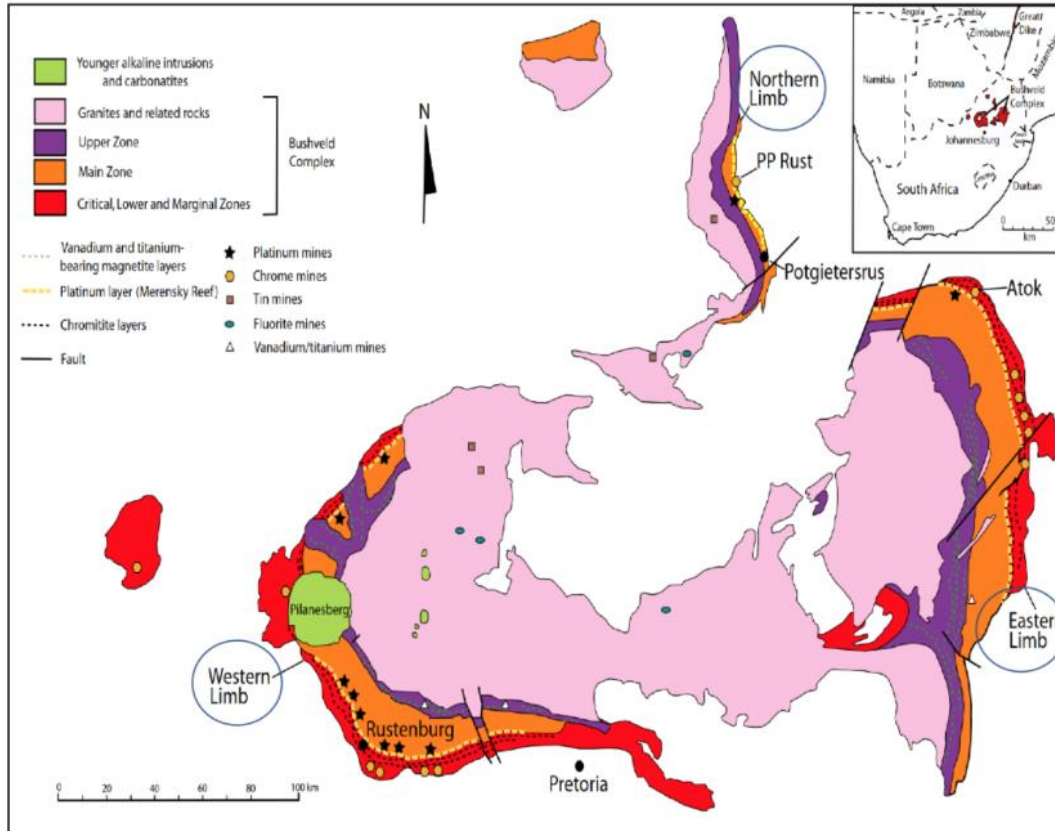 Younger alkaline intrusions
and carbonatites
Granites and related rocks
Upper Zone
Main Zone
Critical, Lower and Marginal Zones
Bushveld
Complex
Vanadium and titanium-
bearing magnetite layers
Platinum layer (Merensky Reef)
Chromitite layers
Fault
Platinum mines
Chrome mines
Tin mines
Fluorite mines
Vanadium/titanium mines
N
Northern
Limb
PP Rust
Potgietersrus
Atok
Angola
Zambia
Zimbabwe
Great
Dike
Namibia
Botswana
Bushveld
Complex
Johannesburg
South Africa
Durban
Cape Town
0
50
km
Pilanesberg
Western
Limb
Rustenburg
Pretoria
Easter
Limb
0 20 40 60 80 100 km